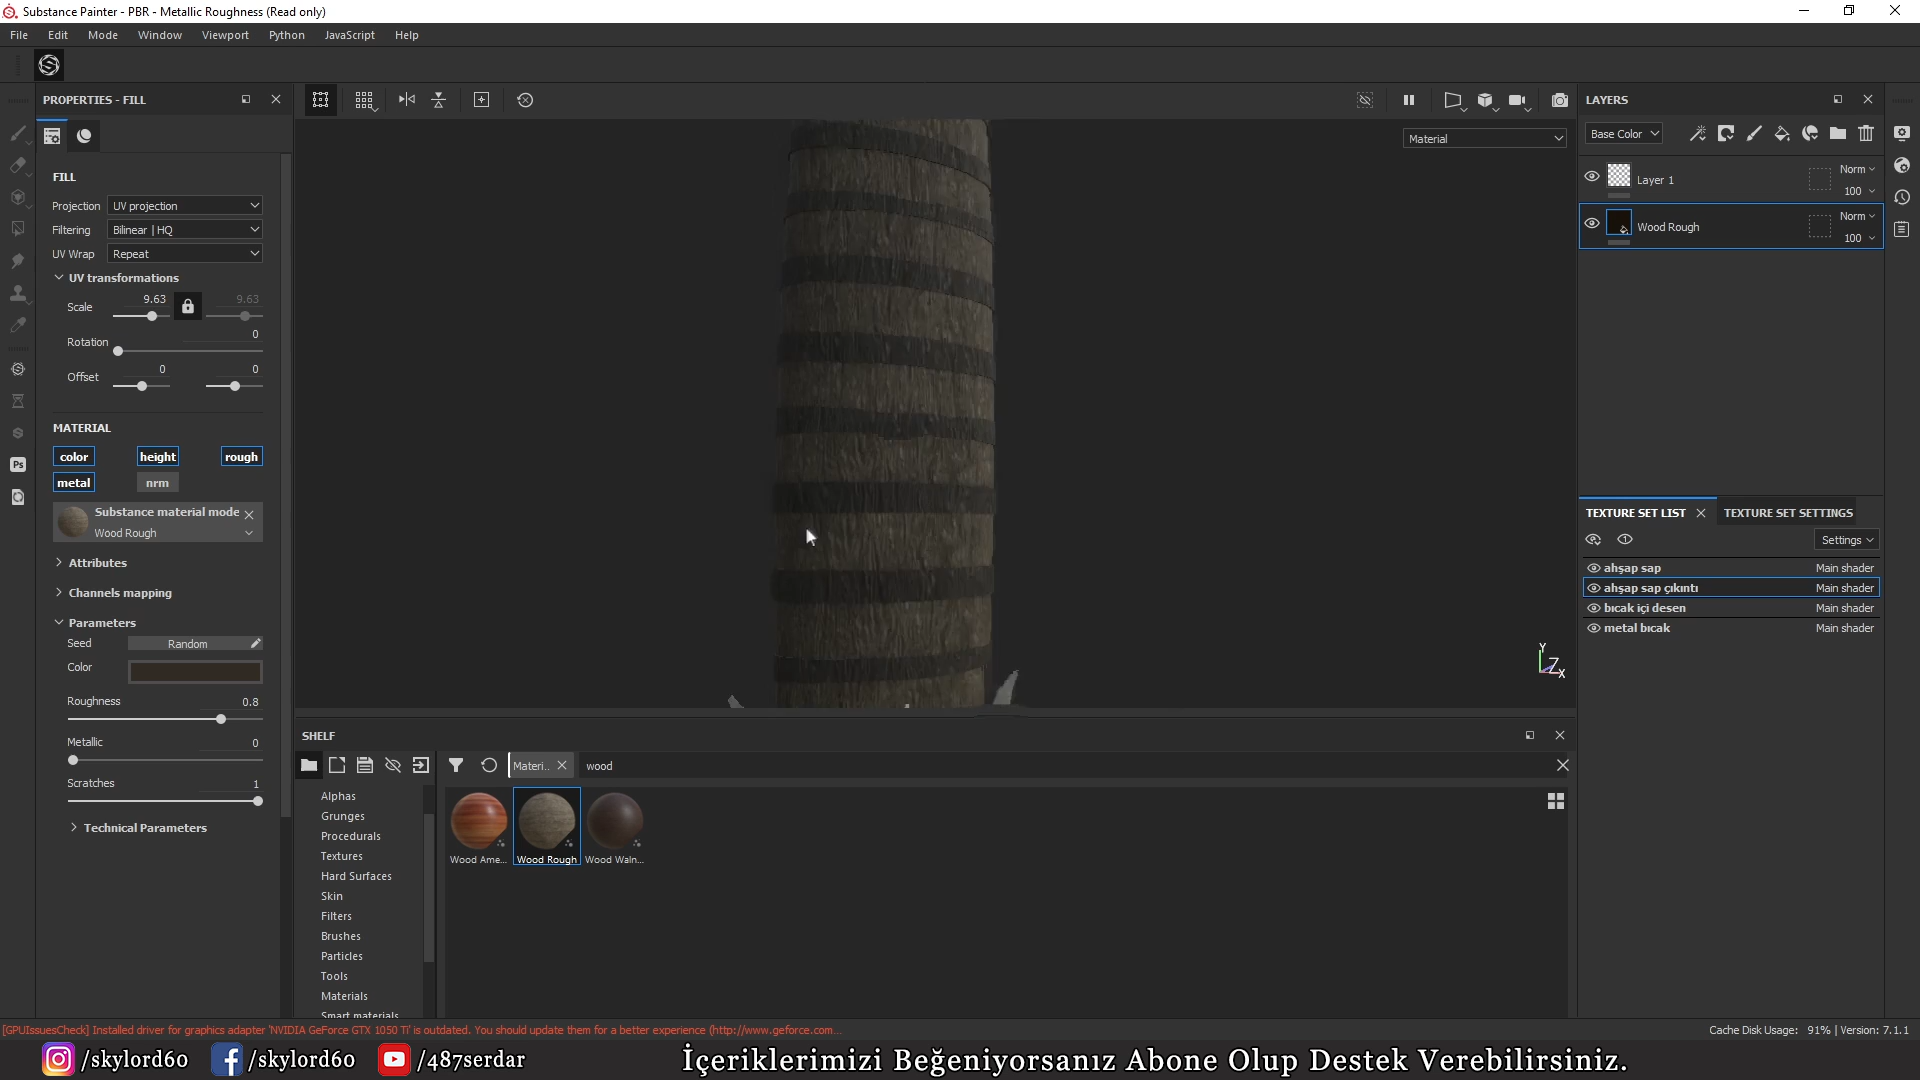 Substance Painter - PBR - Metallic Roughness (Read only)
File Edit Mode Window Viewport Python JavaScript Help
PROPERTIES - FILL
FILL
Projection UV projection
Filtering Bilinear | HQ
UV Wrap Repeat
UV transformations
Scale 9.63 9.63
Rotation 0
Offset 0 0
MATERIAL
color height rough
metal nrm
Substance material mode
Wood Rough
Attributes
Channels mapping
Parameters
Seed Random
Color
Roughness 0.8
Metallic 0
Scratches 1
Technical Parameters
Material
Y
Z
X
SHELF
Materi.. wood
Alphas
Grunges
Procedurals
Textures
Hard Surfaces
Skin
Filters
Brushes
Particles
Tools
Materials
Smart materials
Wood Ame... Wood Rough Wood Waln...
LAYERS
Base Color
Layer 1 Norm
100
Wood Rough Norm
100
TEXTURE SET LIST TEXTURE SET SETTINGS
Settings
ahşap sap Main shader
ahşap sap çıkıntı Main shader
bıcak içi desen Main shader
metal bıcak Main shader
Ps
[GPUIssuesCheck] Installed driver for graphics adapter 'NVIDIA GeForce GTX 1050 Ti' is outdated. You should update them for a better experience (http://www.geforce.com...
Cache Disk Usage: 91% | Version: 7.1.1
/skylord60 /skylord60 /487serdar
İçeriklerimizi Beğeniyorsanız Abone Olup Destek Verebilirsiniz.